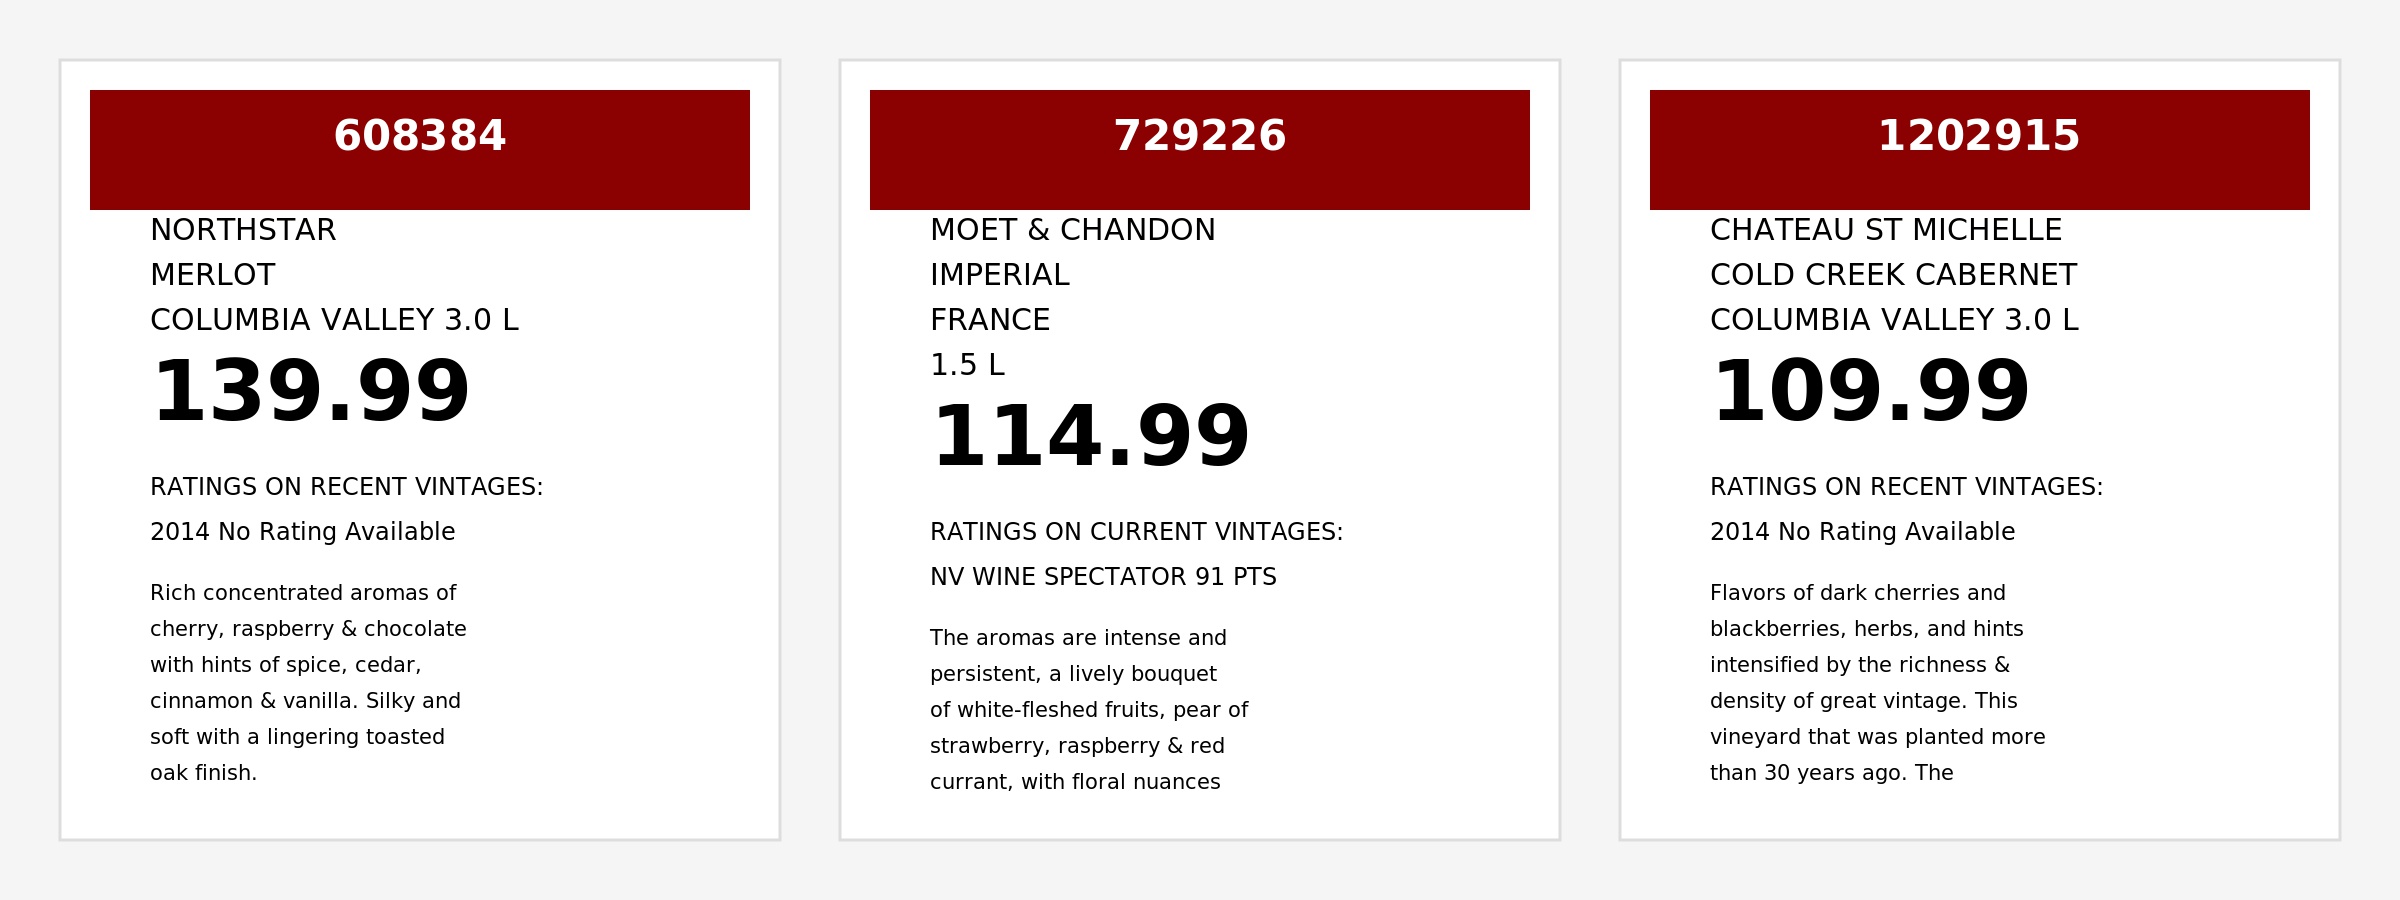 608384
NORTHSTAR
MERLOT
COLUMBIA VALLEY 3.0 L
139.99
RATINGS ON RECENT VINTAGES:
2014 No Rating Available
Rich concentrated aromas of
cherry, raspberry & chocolate
with hints of spice, cedar,
cinnamon & vanilla. Silky and
soft with a lingering toasted
oak finish.
729226
MOET & CHANDON
IMPERIAL
FRANCE
1.5 L
114.99
RATINGS ON CURRENT VINTAGES:
NV WINE SPECTATOR 91 PTS
The aromas are intense and
persistent, a lively bouquet
of white-fleshed fruits, pear of
strawberry, raspberry & red
currant, with floral nuances
1202915
CHATEAU ST MICHELLE
COLD CREEK CABERNET
COLUMBIA VALLEY 3.0 L
109.99
RATINGS ON RECENT VINTAGES:
2014 No Rating Available
Flavors of dark cherries and
blackberries, herbs, and hints
intensified by the richness &
density of great vintage. This
vineyard that was planted more
than 30 years ago. The